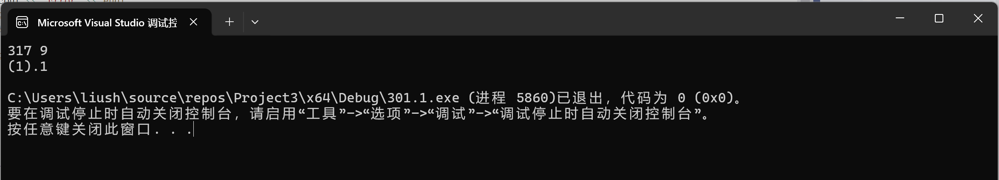 Microsoft Visual Studio 调试控
317 9
(1).1
C:\Users\liush\source\repos\Project3\x64\Debug\301.1.exe (进程 5860)已退出，代码为 0 (0x0)。
要在调试停止时自动关闭控制台，请启用“工具”->“选项”->“调试”->“调试停止时自动关闭控制台”。
按任意键关闭此窗口. . .